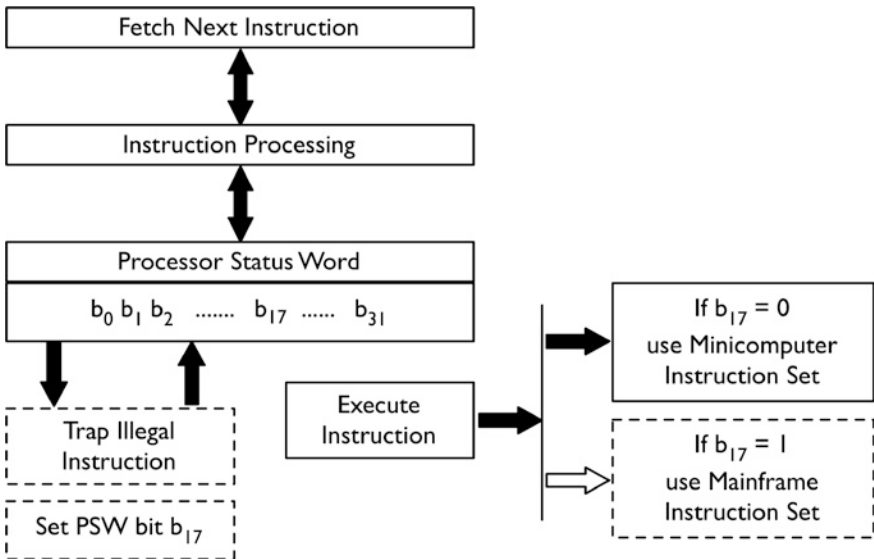 Fetch Next Instruction
Instruction Processing
Processor Status Word
b₀ b₁ b₂ ....... b₁₇ ...... b₃₁
Trap Illegal
Instruction
Set PSW bit b₁₇
Execute
Instruction
If b₁₇ = 0
use Minicomputer
Instruction Set
If b₁₇ = 1
use Mainframe
Instruction Set